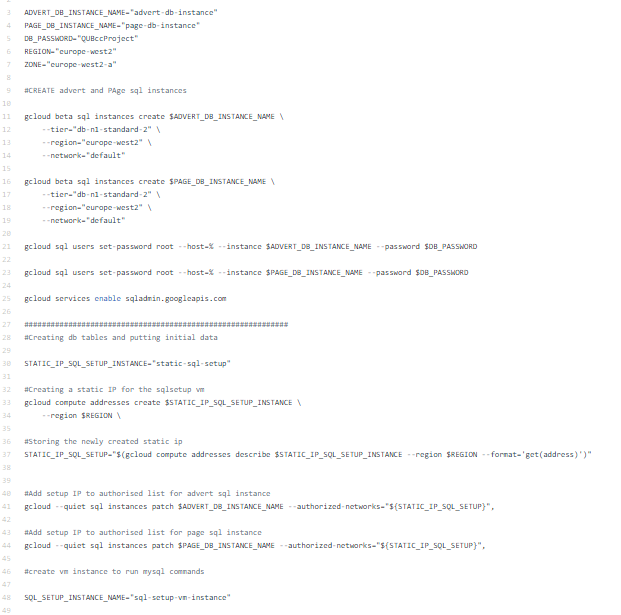 3 ADVERT_DB_INSTANCE_NAME="advert-db-instance"
4 PAGE_DB_INSTANCE_NAME="page-db-instance"
5 DB_PASSWORD="QUBccProject"
6 REGION="europe-west2"
7 ZONE="europe-west2-a"
8
9 #CREATE advert and PAge sql instances
10
11 gcloud beta sql instances create $ADVERT_DB_INSTANCE_NAME \
12 --tier="db-n1-standard-2" \
13 --region="europe-west2" \
14 --network="default"
15
16 gcloud beta sql instances create $PAGE_DB_INSTANCE_NAME \
17 --tier="db-n1-standard-2" \
18 --region="europe-west2" \
19 --network="default"
20
21 gcloud sql users set-password root --host=% --instance $ADVERT_DB_INSTANCE_NAME --password $DB_PASSWORD
22
23 gcloud sql users set-password root --host=% --instance $PAGE_DB_INSTANCE_NAME --password $DB_PASSWORD
24
25 gcloud services enable sqladmin.googleapis.com
26
27 ############################################################
28 #Creating db tables and putting initial data
29
30 STATIC_IP_SQL_SETUP_INSTANCE="static-sql-setup"
31
32 #Creating a static IP for the sqlsetup vm
33 gcloud compute addresses create $STATIC_IP_SQL_SETUP_INSTANCE \
34 --region $REGION \
35
36 #Storing the newly created static ip
37 STATIC_IP_SQL_SETUP="$(gcloud compute addresses describe $STATIC_IP_SQL_SETUP_INSTANCE --region $REGION --format='get(address)')"
38
39
40 #Add setup IP to authorised list for advert sql instance
41 gcloud --quiet sql instances patch $ADVERT_DB_INSTANCE_NAME --authorized-networks="${STATIC_IP_SQL_SETUP}",
42
43 #Add setup IP to authorised list for page sql instance
44 gcloud --quiet sql instances patch $PAGE_DB_INSTANCE_NAME --authorized-networks="${STATIC_IP_SQL_SETUP}",
45
46 #create vm instance to run mysql commands
47
48 SQL_SETUP_INSTANCE_NAME="sql-setup-vm-instance"
49